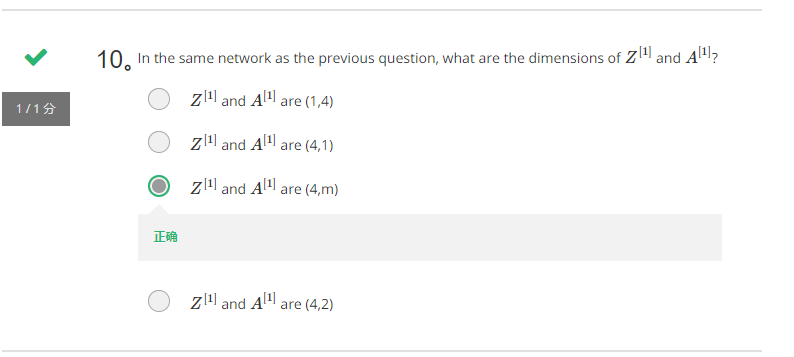 10。 In the same network as the previous question, what are the dimensions of Z^[1] and A^[1]?
1 / 1 分
Z^[1] and A^[1] are (1,4)
Z^[1] and A^[1] are (4,1)
Z^[1] and A^[1] are (4,m)
正确
Z^[1] and A^[1] are (4,2)